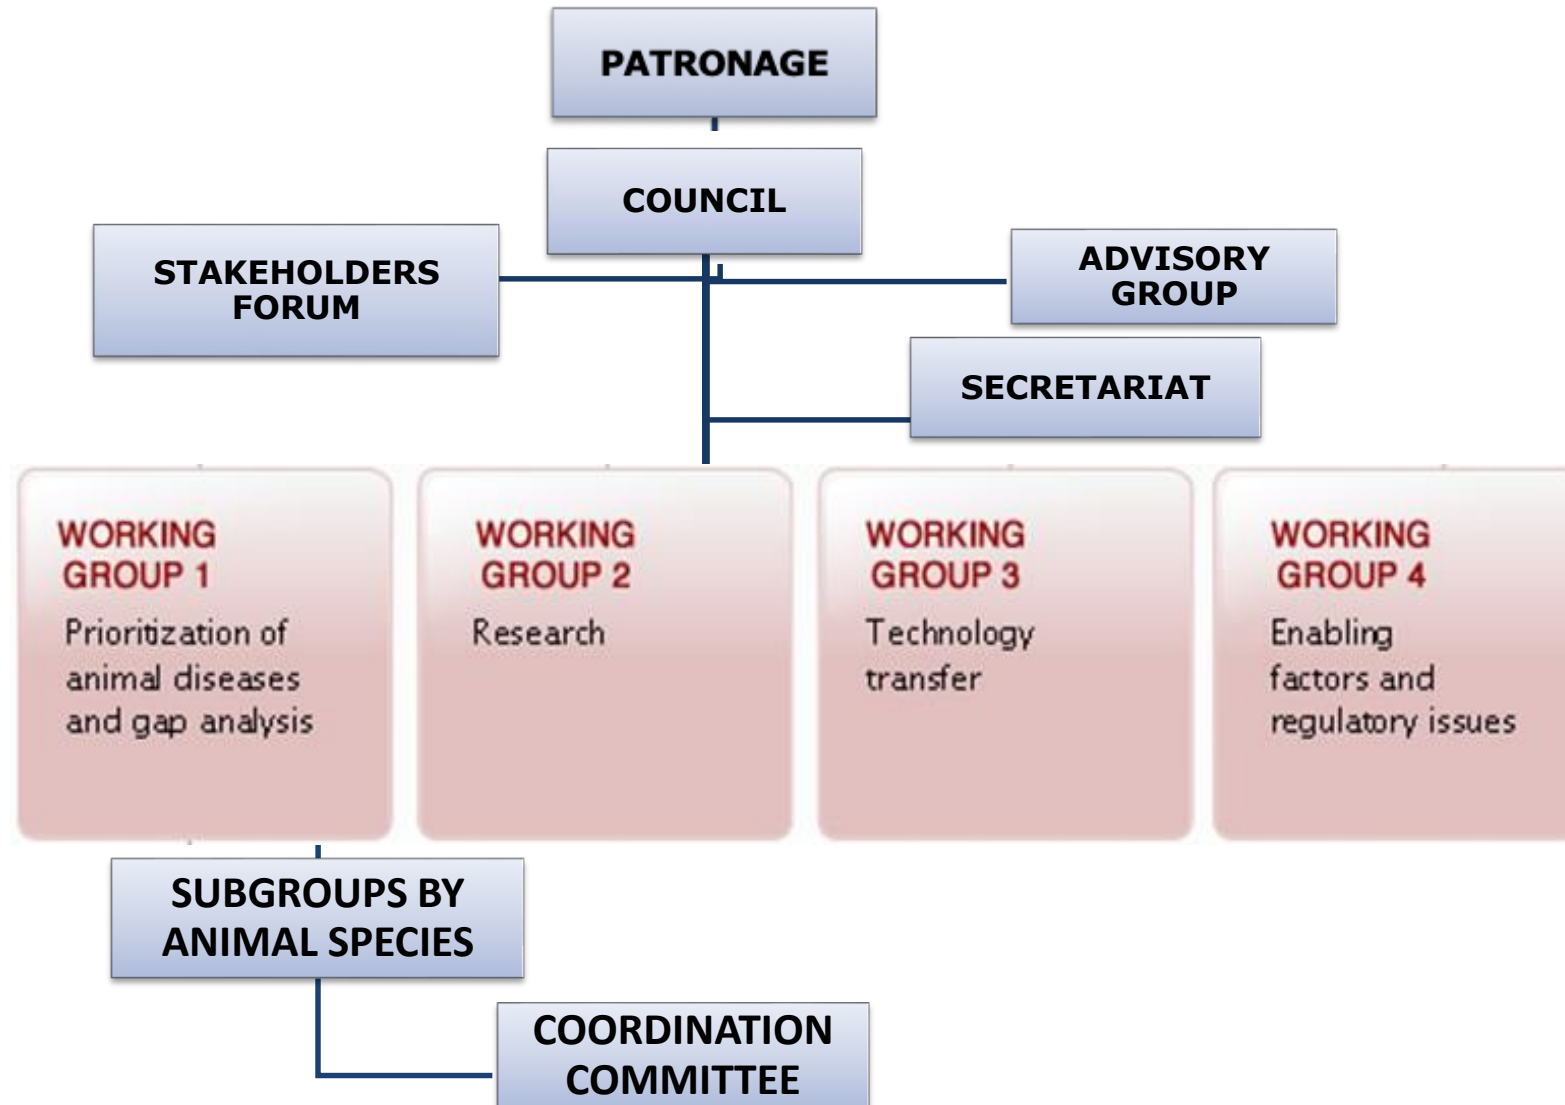 PATRONAGE
COUNCIL
STAKEHOLDERS
FORUM
ADVISORY
GROUP
SECRETARIAT
WORKING
GROUP 1
Prioritization of
animal diseases
and gap analysis
WORKING
GROUP 2
Research
WORKING
GROUP 3
Technology
transfer
WORKING
GROUP 4
Enabling
factors and
regulatory issues
SUBGROUPS BY
ANIMAL SPECIES
COORDINATION
COMMITTEE